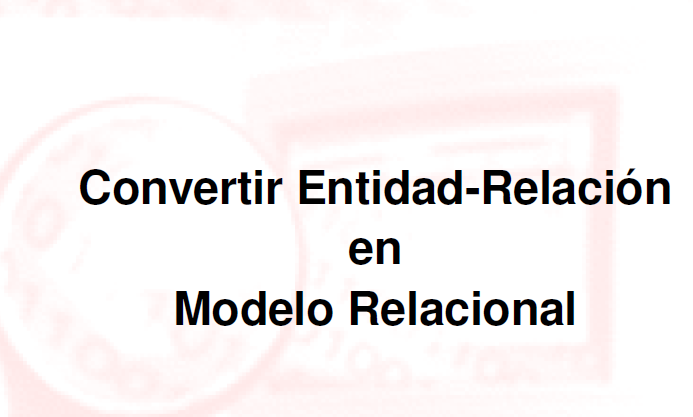 Convertir Entidad-Relación
en
Modelo Relacional